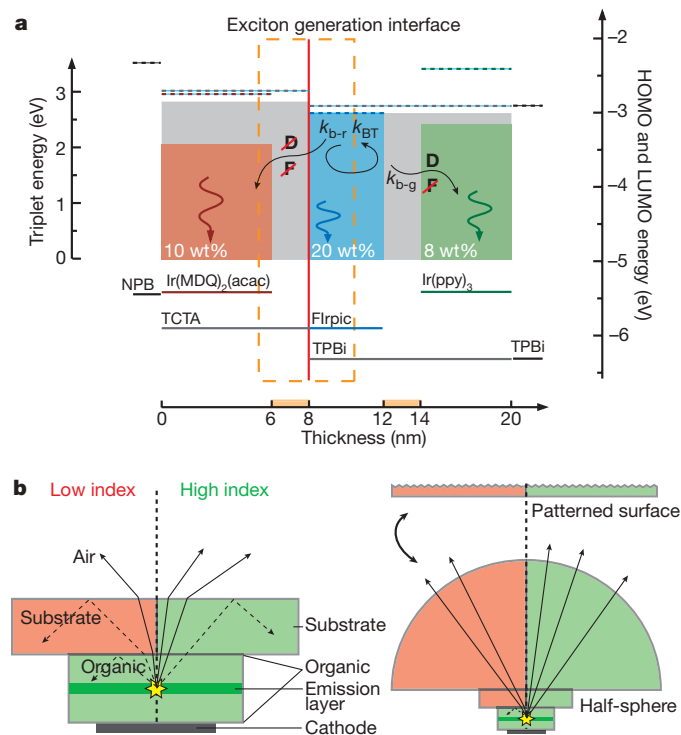 a
Exciton generation interface
Triplet energy (eV)
3
2
1
0
HOMO and LUMO energy (eV)
−2
−3
−4
−5
−6
k_b-r
k_BT
k_b-g
D
F
D
F
10 wt%
20 wt%
8 wt%
NPB
Ir(MDQ)₂(acac)
Ir(ppy)₃
TCTA
FIrpic
TPBi
TPBi
0
6
8
12
14
20
Thickness (nm)
b
Low index
High index
Air
Substrate
Organic
Substrate
Organic
Emission
layer
Cathode
Patterned surface
Half-sphere